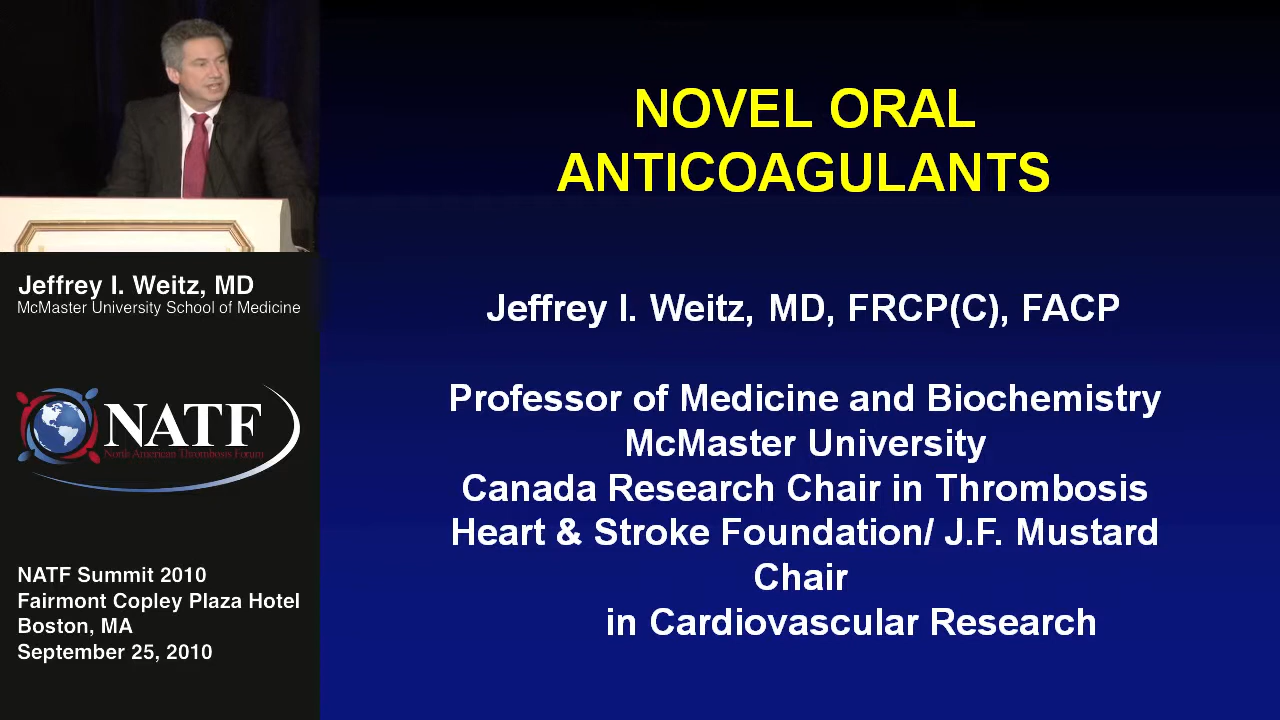 NOVEL ORAL
ANTICOAGULANTS
Jeffrey I. Weitz, MD, FRCP(C), FACP
Professor of Medicine and Biochemistry
McMaster University
Canada Research Chair in Thrombosis
Heart & Stroke Foundation/ J.F. Mustard
Chair
in Cardiovascular Research
Jeffrey I. Weitz, MD
McMaster University School of Medicine
NATF
North American Thrombosis Forum
NATF Summit 2010
Fairmont Copley Plaza Hotel
Boston, MA
September 25, 2010